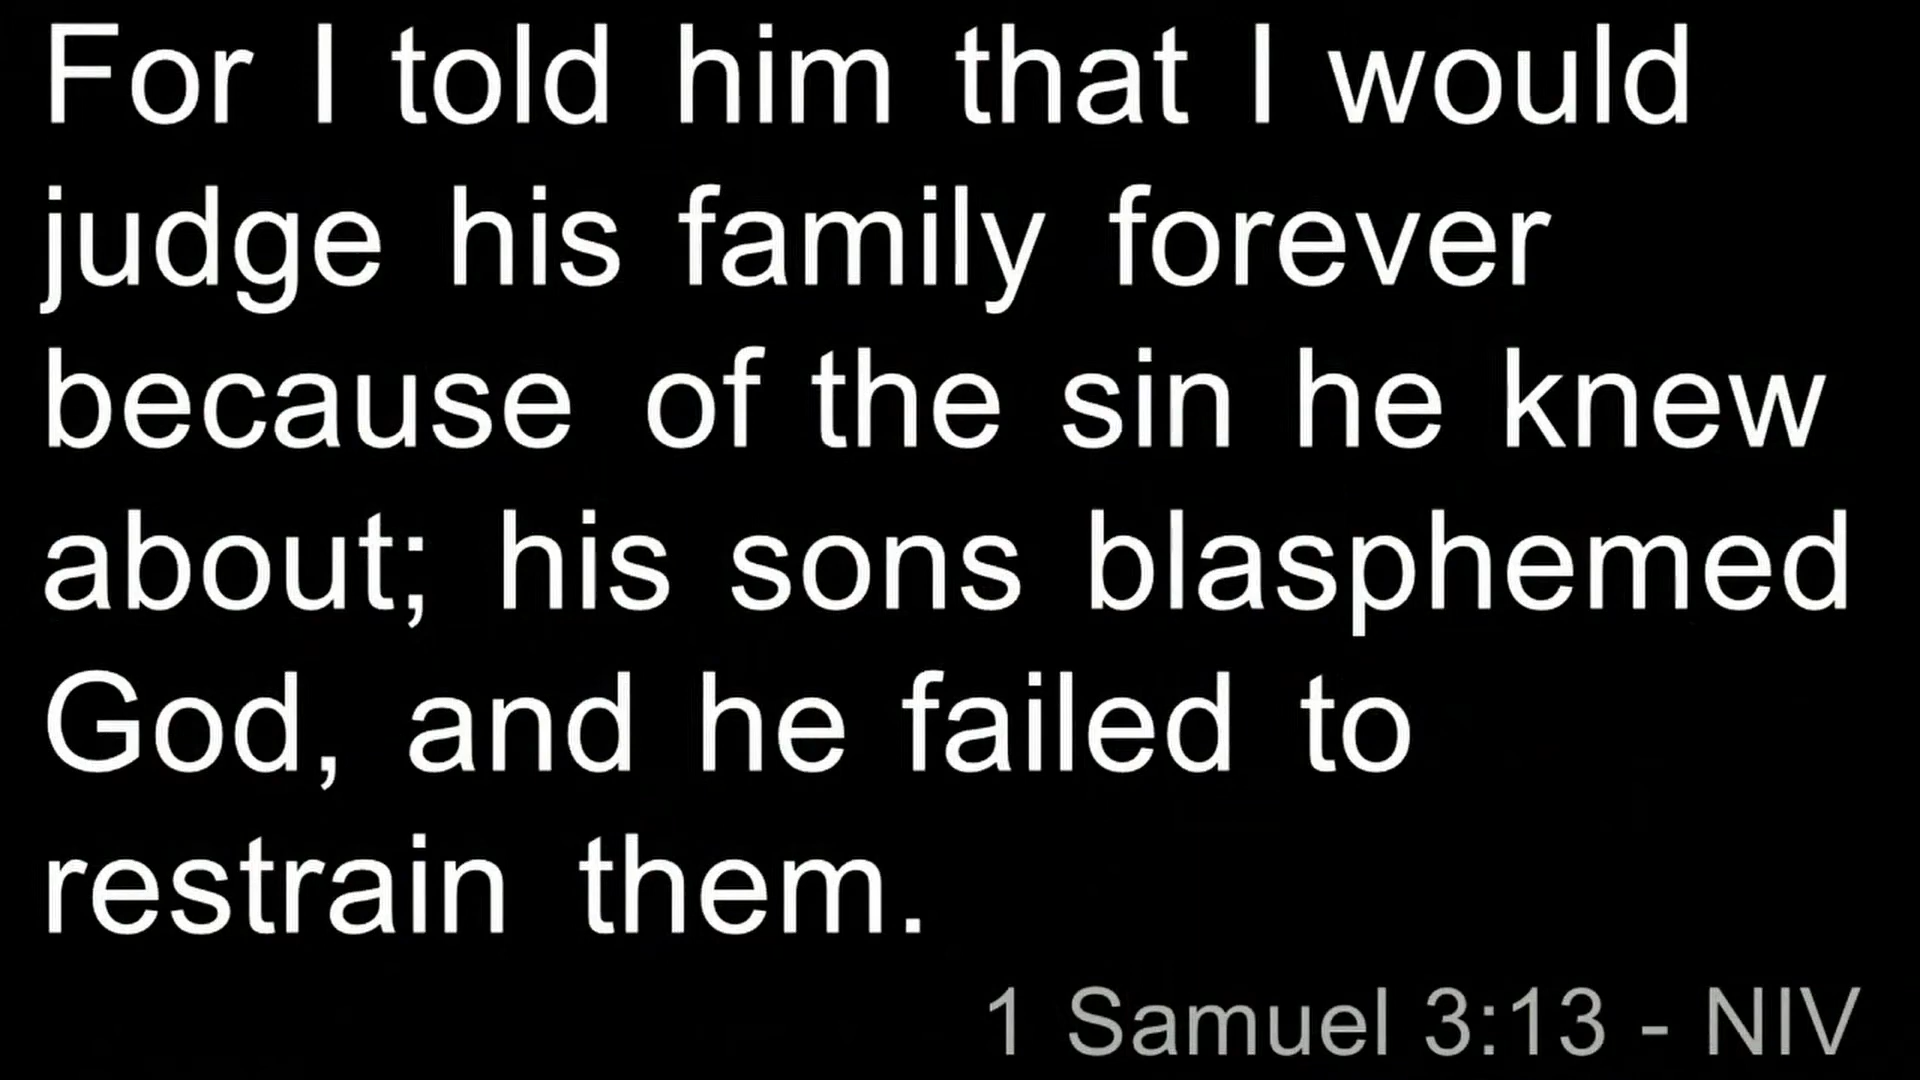 For I told him that I would
judge his family forever
because of the sin he knew
about; his sons blasphemed
God, and he failed to
restrain them.
1 Samuel 3:13 - NIV